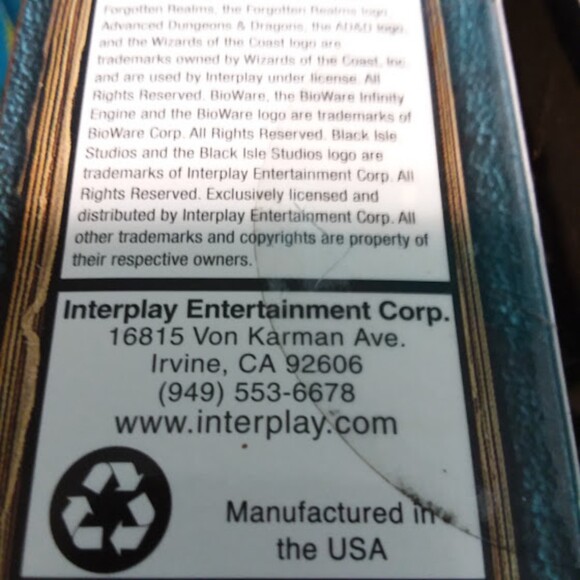 Forgotten Realms, the Forgotten Realms logo,
Advanced Dungeons & Dragons, the AD&D logo,
and the Wizards of the Coast logo are
trademarks owned by Wizards of the Coast, Inc.
and are used by Interplay under license. All
Rights Reserved. BioWare, the BioWare Infinity
Engine and the BioWare logo are trademarks of
BioWare Corp. All Rights Reserved. Black Isle
Studios and the Black Isle Studios logo are
trademarks of Interplay Entertainment Corp. All
Rights Reserved. Exclusively licensed and
distributed by Interplay Entertainment Corp. All
other trademarks and copyrights are property of
their respective owners.
Interplay Entertainment Corp.
16815 Von Karman Ave.
Irvine, CA 92606
(949) 553-6678
www.interplay.com
Manufactured in
the USA